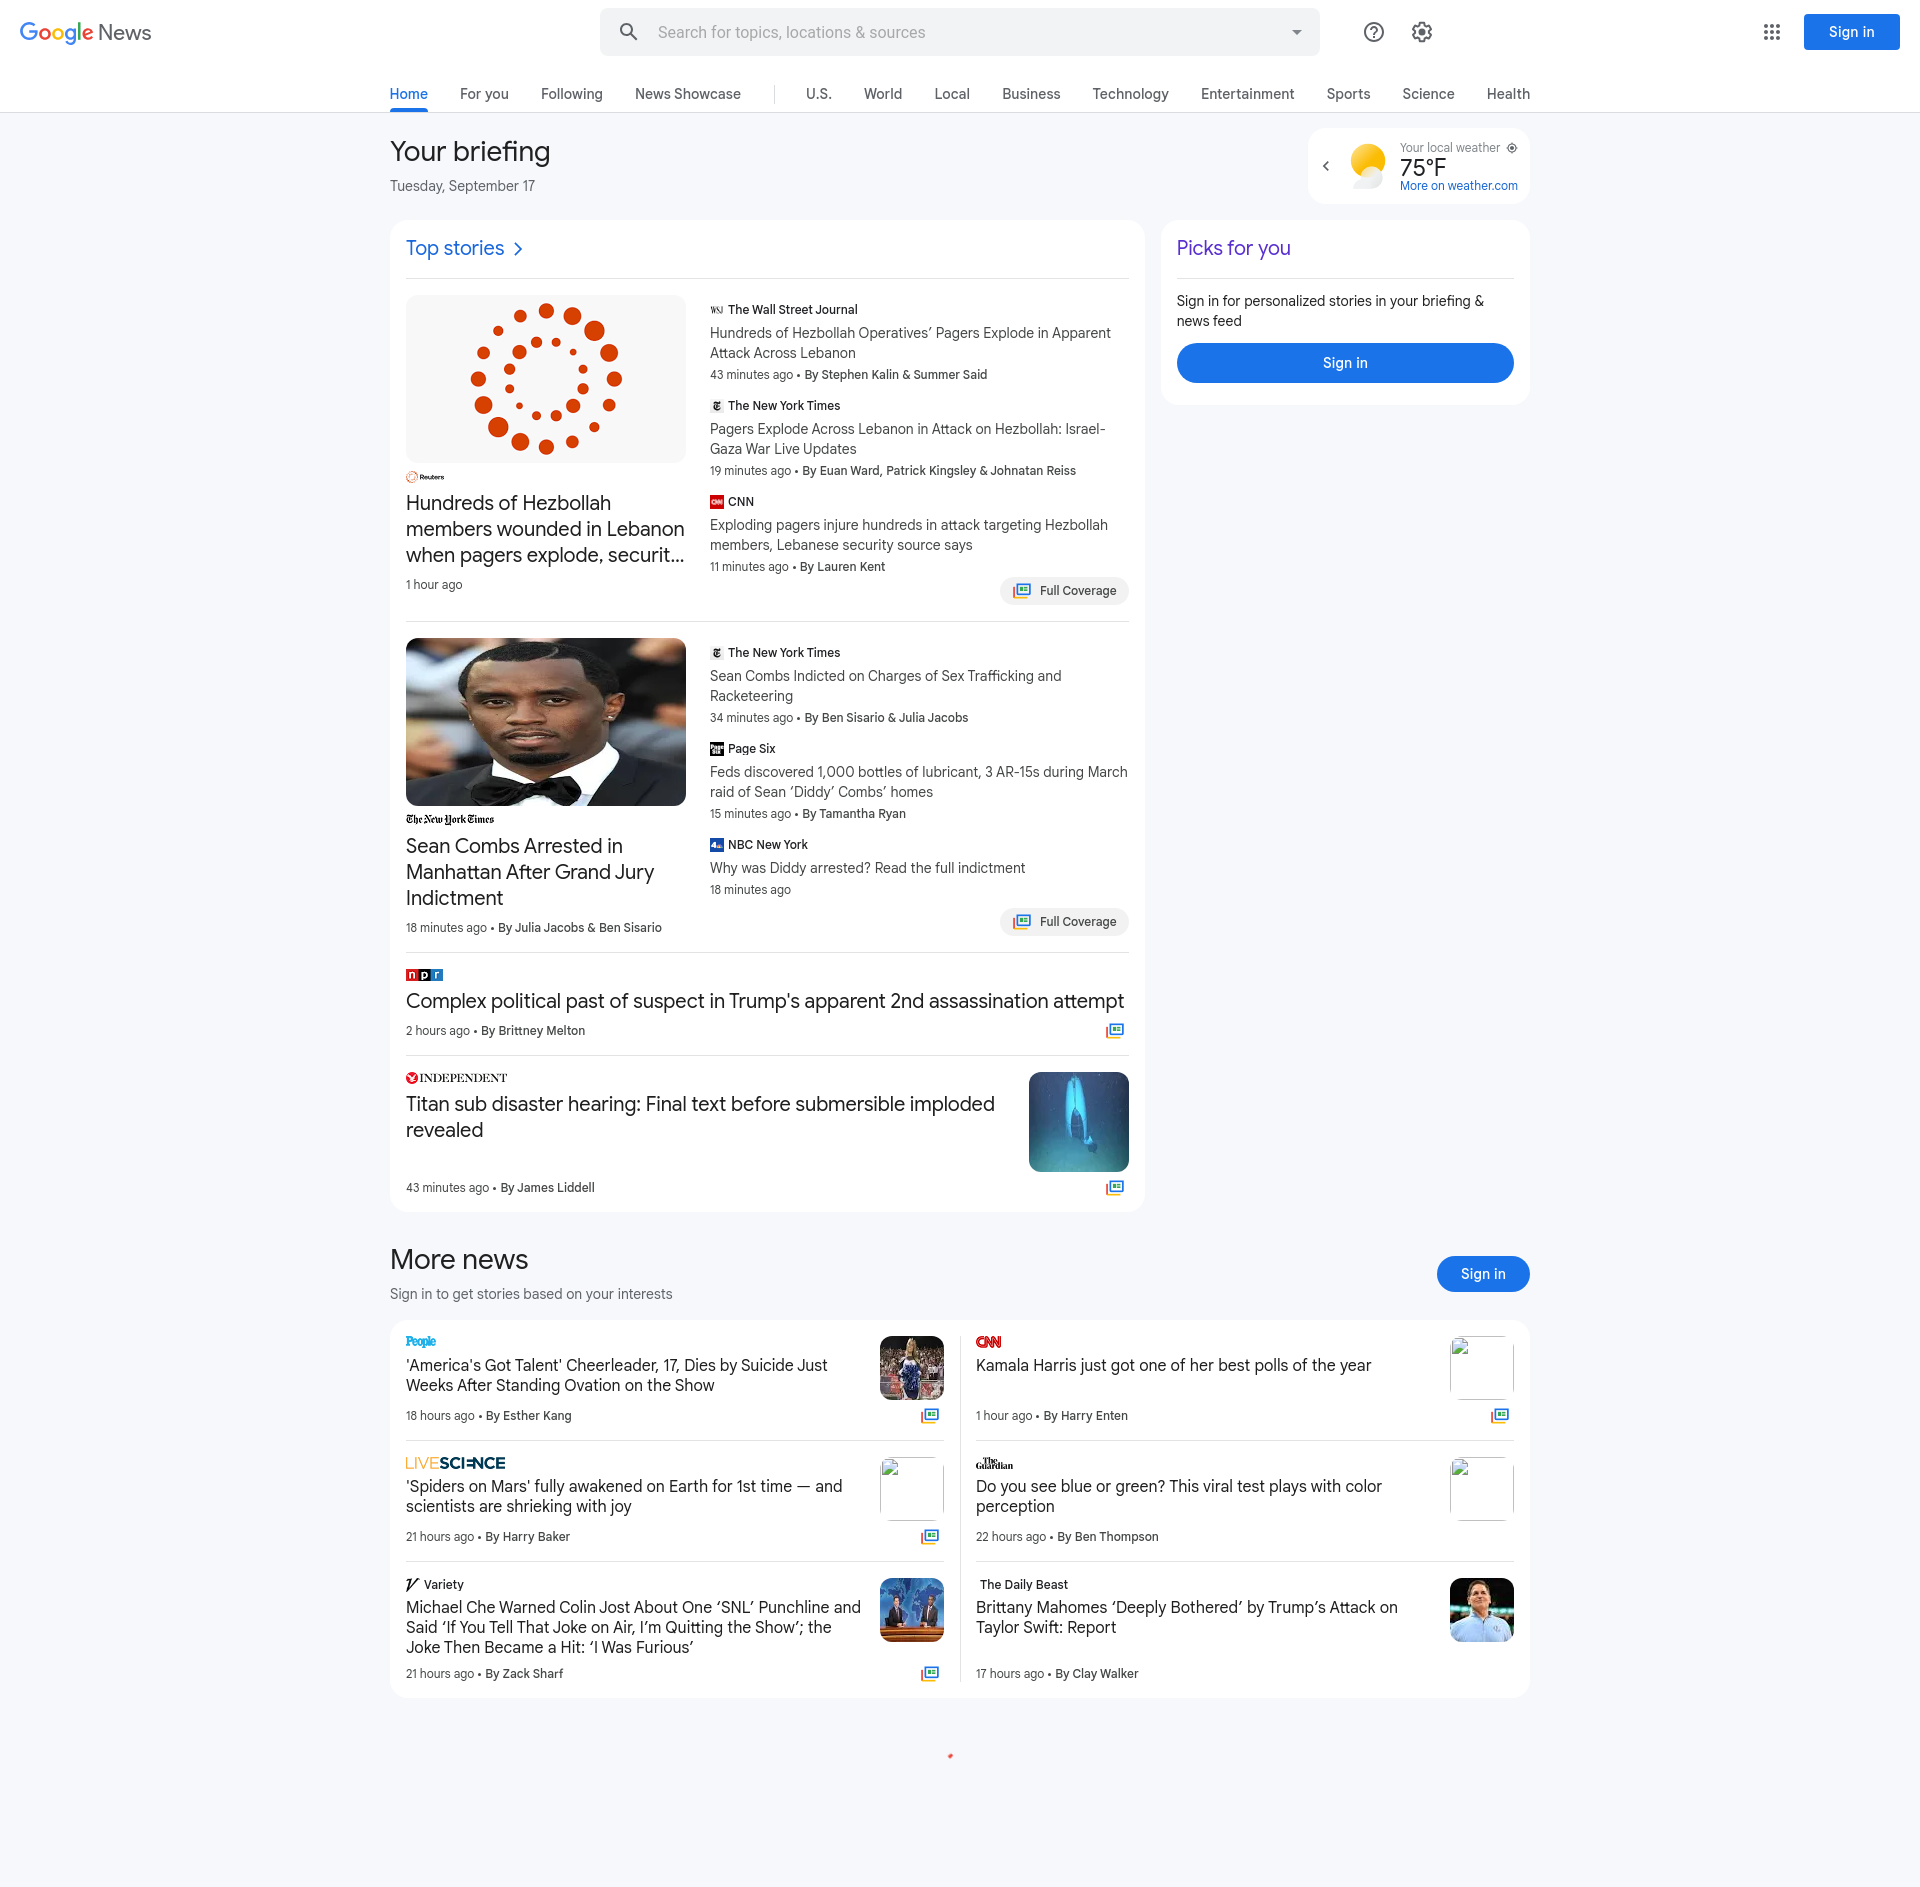 Google News
Search for topics, locations & sources
Sign in
Home
For you
Following
News Showcase
U.S.
World
Local
Business
Technology
Entertainment
Sports
Science
Health
Your briefing
Tuesday, September 17
Your local weather
75°F
More on weather.com
Top stories
Reuters
Hundreds of Hezbollah
members wounded in Lebanon
when pagers explode, securit...
1 hour ago
WSJ
The Wall Street Journal
Hundreds of Hezbollah Operatives’ Pagers Explode in Apparent
Attack Across Lebanon
43 minutes ago • By Stephen Kalin & Summer Said
The New York Times
Pagers Explode Across Lebanon in Attack on Hezbollah: Israel-
Gaza War Live Updates
19 minutes ago • By Euan Ward, Patrick Kingsley & Johnatan Reiss
CNN
CNN
Exploding pagers injure hundreds in attack targeting Hezbollah
members, Lebanese security source says
11 minutes ago • By Lauren Kent
Full Coverage
The New York Times
Sean Combs Arrested in
Manhattan After Grand Jury
Indictment
18 minutes ago • By Julia Jacobs & Ben Sisario
The New York Times
Sean Combs Indicted on Charges of Sex Trafficking and
Racketeering
34 minutes ago • By Ben Sisario & Julia Jacobs
Page Six
Feds discovered 1,000 bottles of lubricant, 3 AR-15s during March
raid of Sean ‘Diddy’ Combs’ homes
15 minutes ago • By Tamantha Ryan
NBC New York
Why was Diddy arrested? Read the full indictment
18 minutes ago
Full Coverage
npr
Complex political past of suspect in Trump's apparent 2nd assassination attempt
2 hours ago • By Brittney Melton
INDEPENDENT
Titan sub disaster hearing: Final text before submersible imploded
revealed
43 minutes ago • By James Liddell
Picks for you
Sign in for personalized stories in your briefing &
news feed
Sign in
More news
Sign in to get stories based on your interests
Sign in
People
'America's Got Talent' Cheerleader, 17, Dies by Suicide Just
Weeks After Standing Ovation on the Show
18 hours ago • By Esther Kang
CNN
Kamala Harris just got one of her best polls of the year
1 hour ago • By Harry Enten
LIVESCIENCE
'Spiders on Mars' fully awakened on Earth for 1st time — and
scientists are shrieking with joy
21 hours ago • By Harry Baker
The
Guardian
Do you see blue or green? This viral test plays with color
perception
22 hours ago • By Ben Thompson
Variety
Michael Che Warned Colin Jost About One ‘SNL’ Punchline and
Said ‘If You Tell That Joke on Air, I’m Quitting the Show’; the
Joke Then Became a Hit: ‘I Was Furious’
21 hours ago • By Zack Sharf
The Daily Beast
Brittany Mahomes ‘Deeply Bothered’ by Trump’s Attack on
Taylor Swift: Report
17 hours ago • By Clay Walker